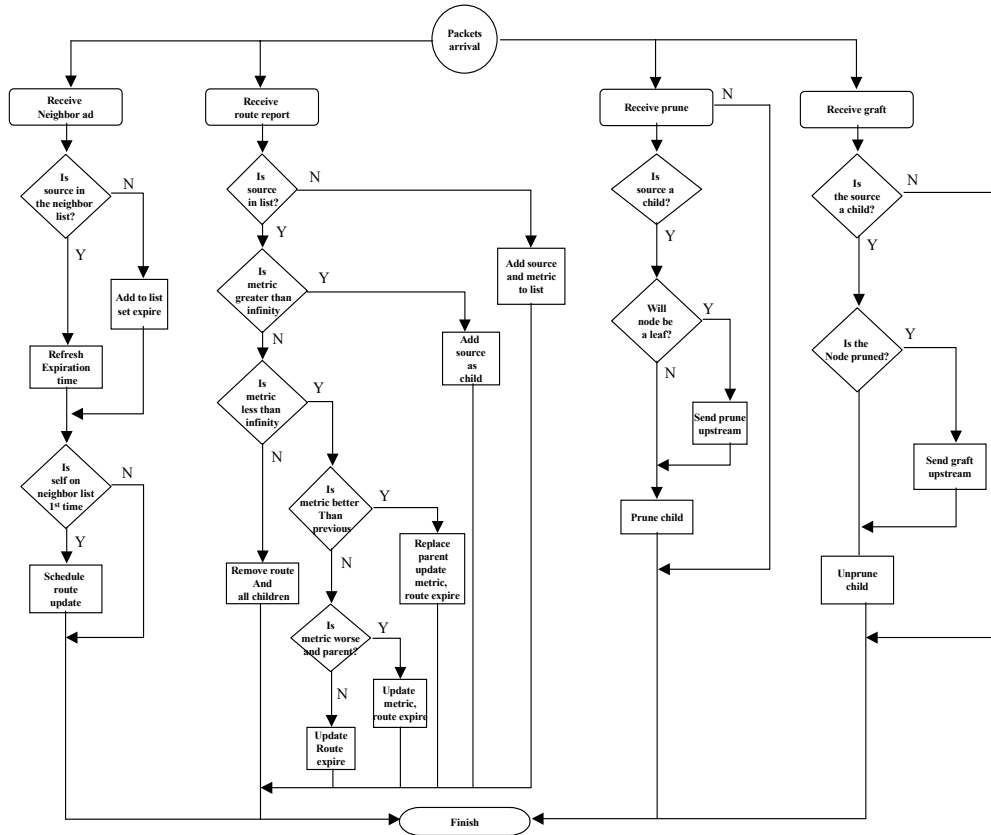 Packets
arrival
Receive
Neighbor ad
Is
source in
the neighbor
list?
N
Y
Add to list
set expire
Refresh
Expiration
time
Is
self on
neighbor list
1st time
N
Y
Schedule
route
update
Receive
route report
Is
source
in list?
N
Y
Add source
and metric
to list
Is
metric
greater than
infinity
Y
N
Add
source
as
child
Is
metric
less than
infinity
Y
N
Remove route
And
all children
Is
metric better
Than
previous
Y
N
Replace
parent
update
metric,
route expire
Is
metric worse
and parent?
Y
N
Update
metric,
route expire
Update
Route
expire
Receive prune
N
Is
source a
child?
Y
Will
node be
a leaf?
Y
N
Send prune
upstream
Prune child
Receive graft
Is
the source
a child?
N
Y
Is the
Node pruned?
Y
Send graft
upstream
Unprune
child
Finish